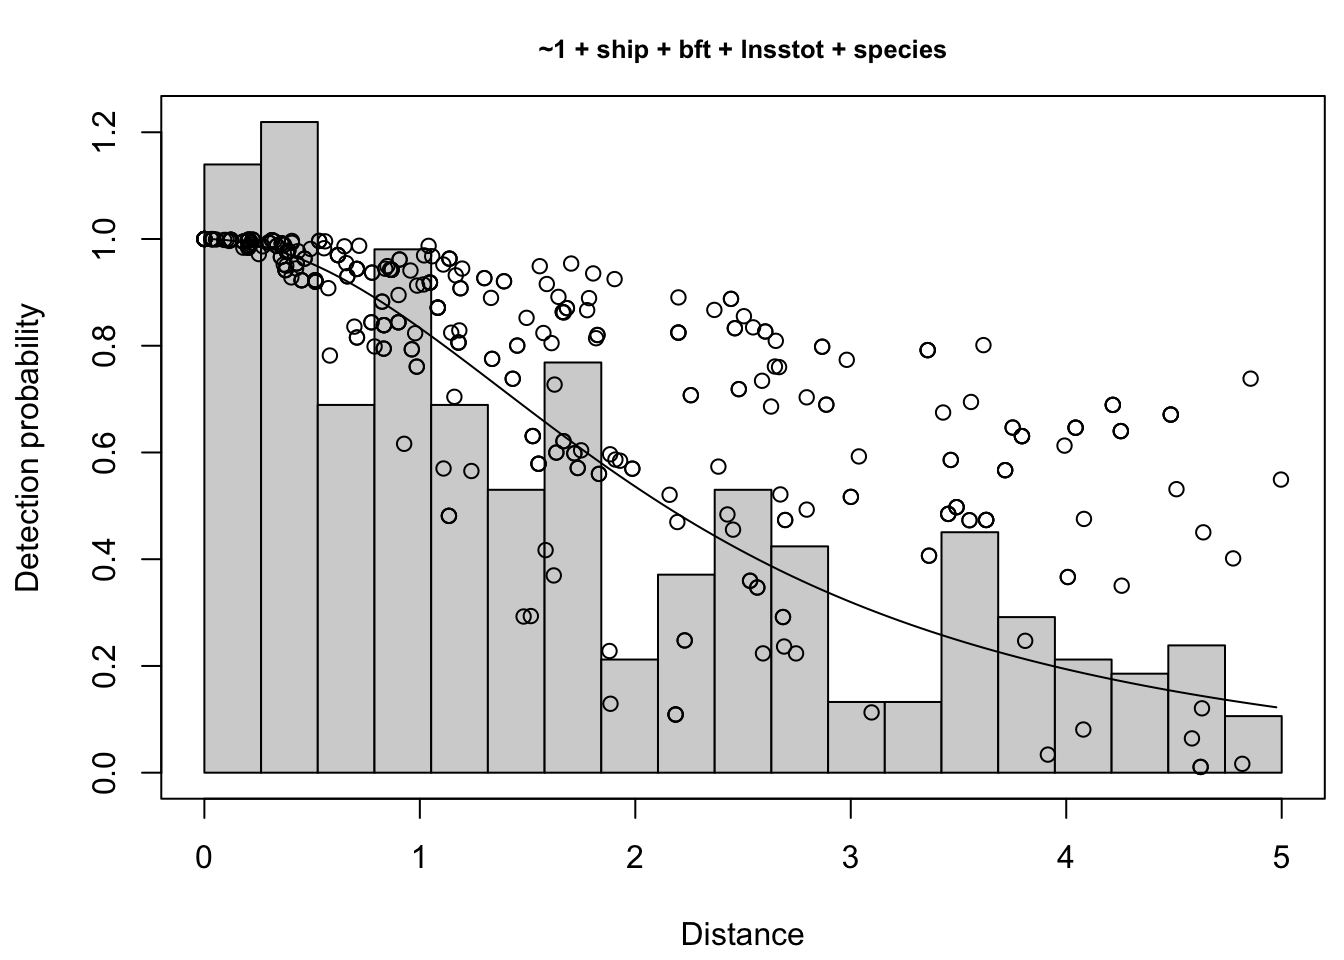 ~1 + ship + bft + lnsstot + species
Detection probability
1.2
1.0
0.8
0.6
0.4
0.2
0.0
0 1 2 3 4 5
Distance